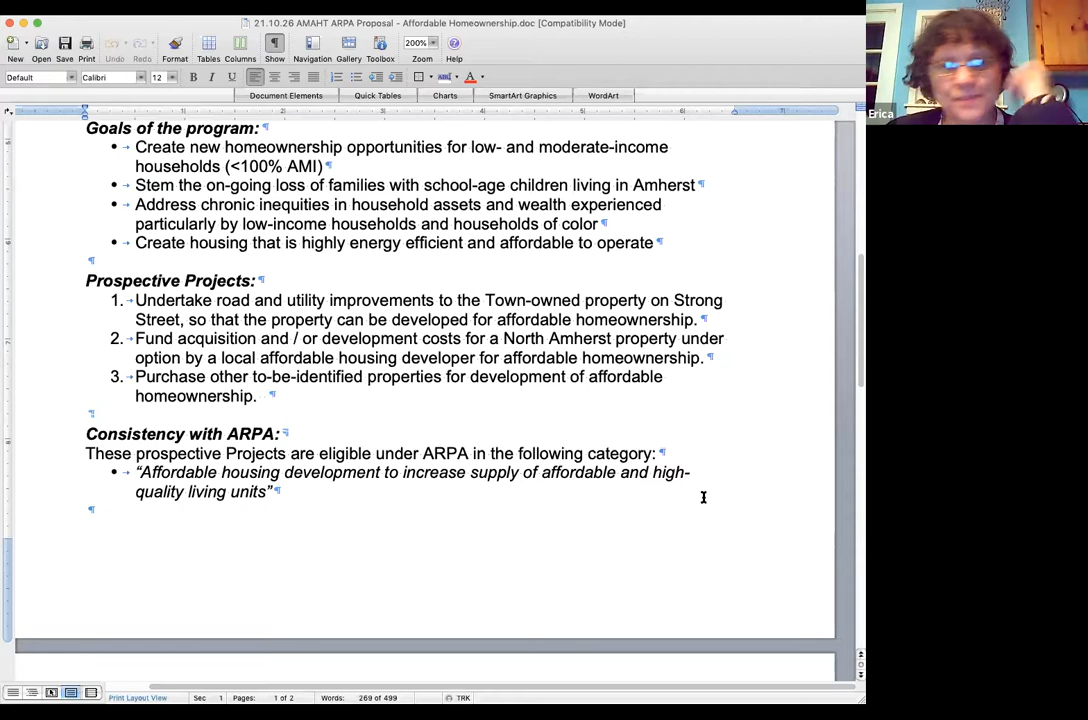 21.10.26 AMAHT ARPA Proposal - Affordable Homeownership.doc [Compatibility Mode]
200%
New Open Save Print Undo Redo Format Tables Columns Show Navigation Gallery Toolbox Zoom Help
Default Calibri 12 B I U
Document Elements Quick Tables Charts SmartArt Graphics WordArt
Erica
Goals of the program:
• Create new homeownership opportunities for low- and moderate-income
households (<100% AMI)
• Stem the on-going loss of families with school-age children living in Amherst
• Address chronic inequities in household assets and wealth experienced
particularly by low-income households and households of color
• Create housing that is highly energy efficient and affordable to operate
Prospective Projects:
1. Undertake road and utility improvements to the Town-owned property on Strong
Street, so that the property can be developed for affordable homeownership.
2. Fund acquisition and / or development costs for a North Amherst property under
option by a local affordable housing developer for affordable homeownership.
3. Purchase other to-be-identified properties for development of affordable
homeownership.
Consistency with ARPA:
These prospective Projects are eligible under ARPA in the following category:
• “Affordable housing development to increase supply of affordable and high-
quality living units”
Print Layout View Sec 1 Pages: 1 of 2 Words: 269 of 499 TRK